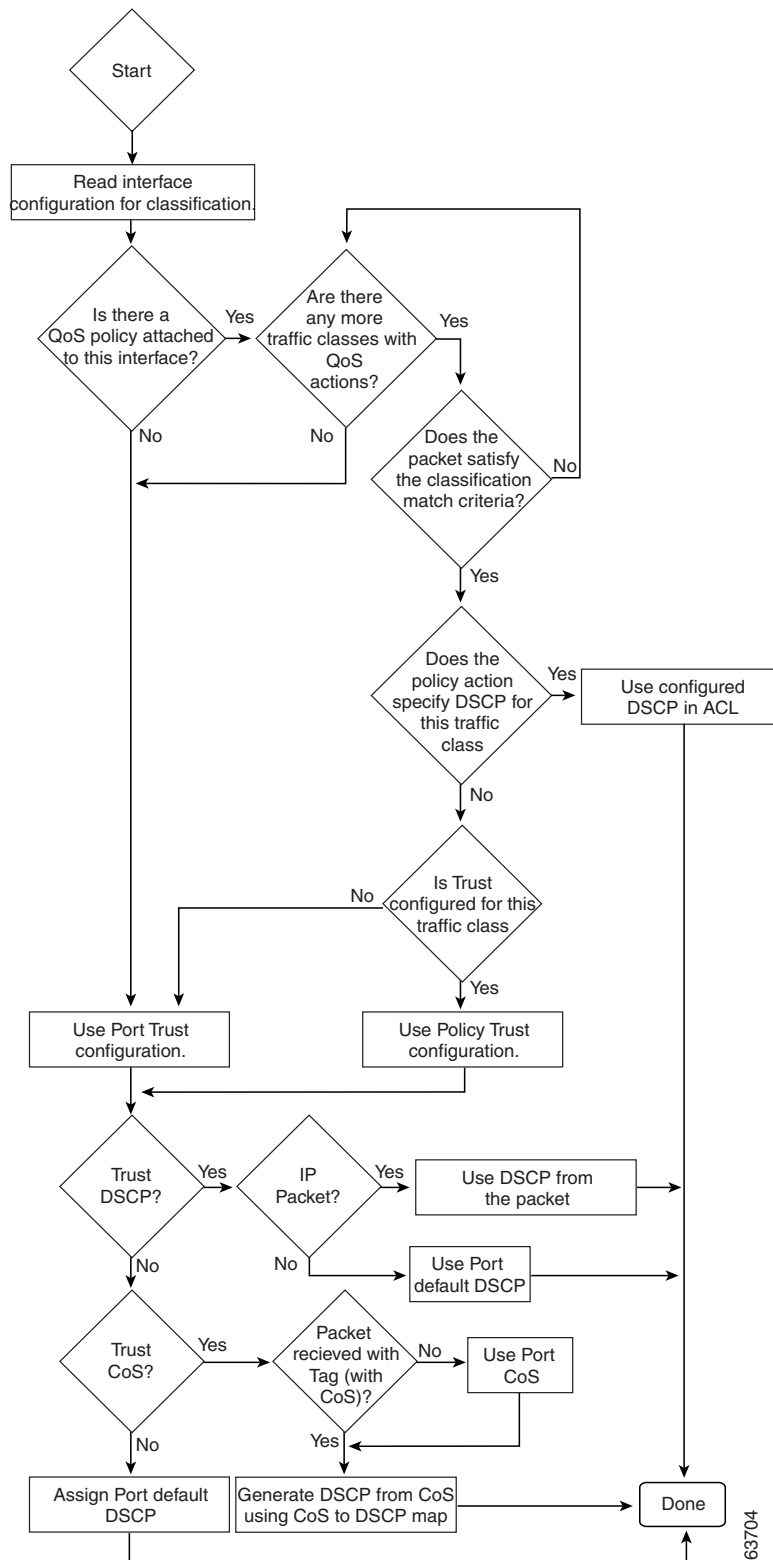 Start
Read interface
configuration for classification.
Is there a
QoS policy attached
to this interface?
Yes
No
Are there
any more
traffic classes with
QoS
actions?
Yes
No
Does the
packet satisfy
the classification
match criteria?
No
Yes
Does the
policy action
specify DSCP for
this traffic
class
Yes
Use configured
DSCP in ACL
No
Is Trust
configured for this
traffic class
No
Yes
Use Port Trust
configuration.
Use Policy Trust
configuration.
Trust
DSCP?
Yes
IP
Packet?
Yes
Use DSCP from
the packet
No
No
Use Port
default DSCP
Trust
CoS?
Yes
Packet
recieved with
Tag (with
CoS)?
No
Use Port
CoS
No
Yes
Assign Port default
DSCP
Generate DSCP from CoS
using CoS to DSCP map
Done
63704